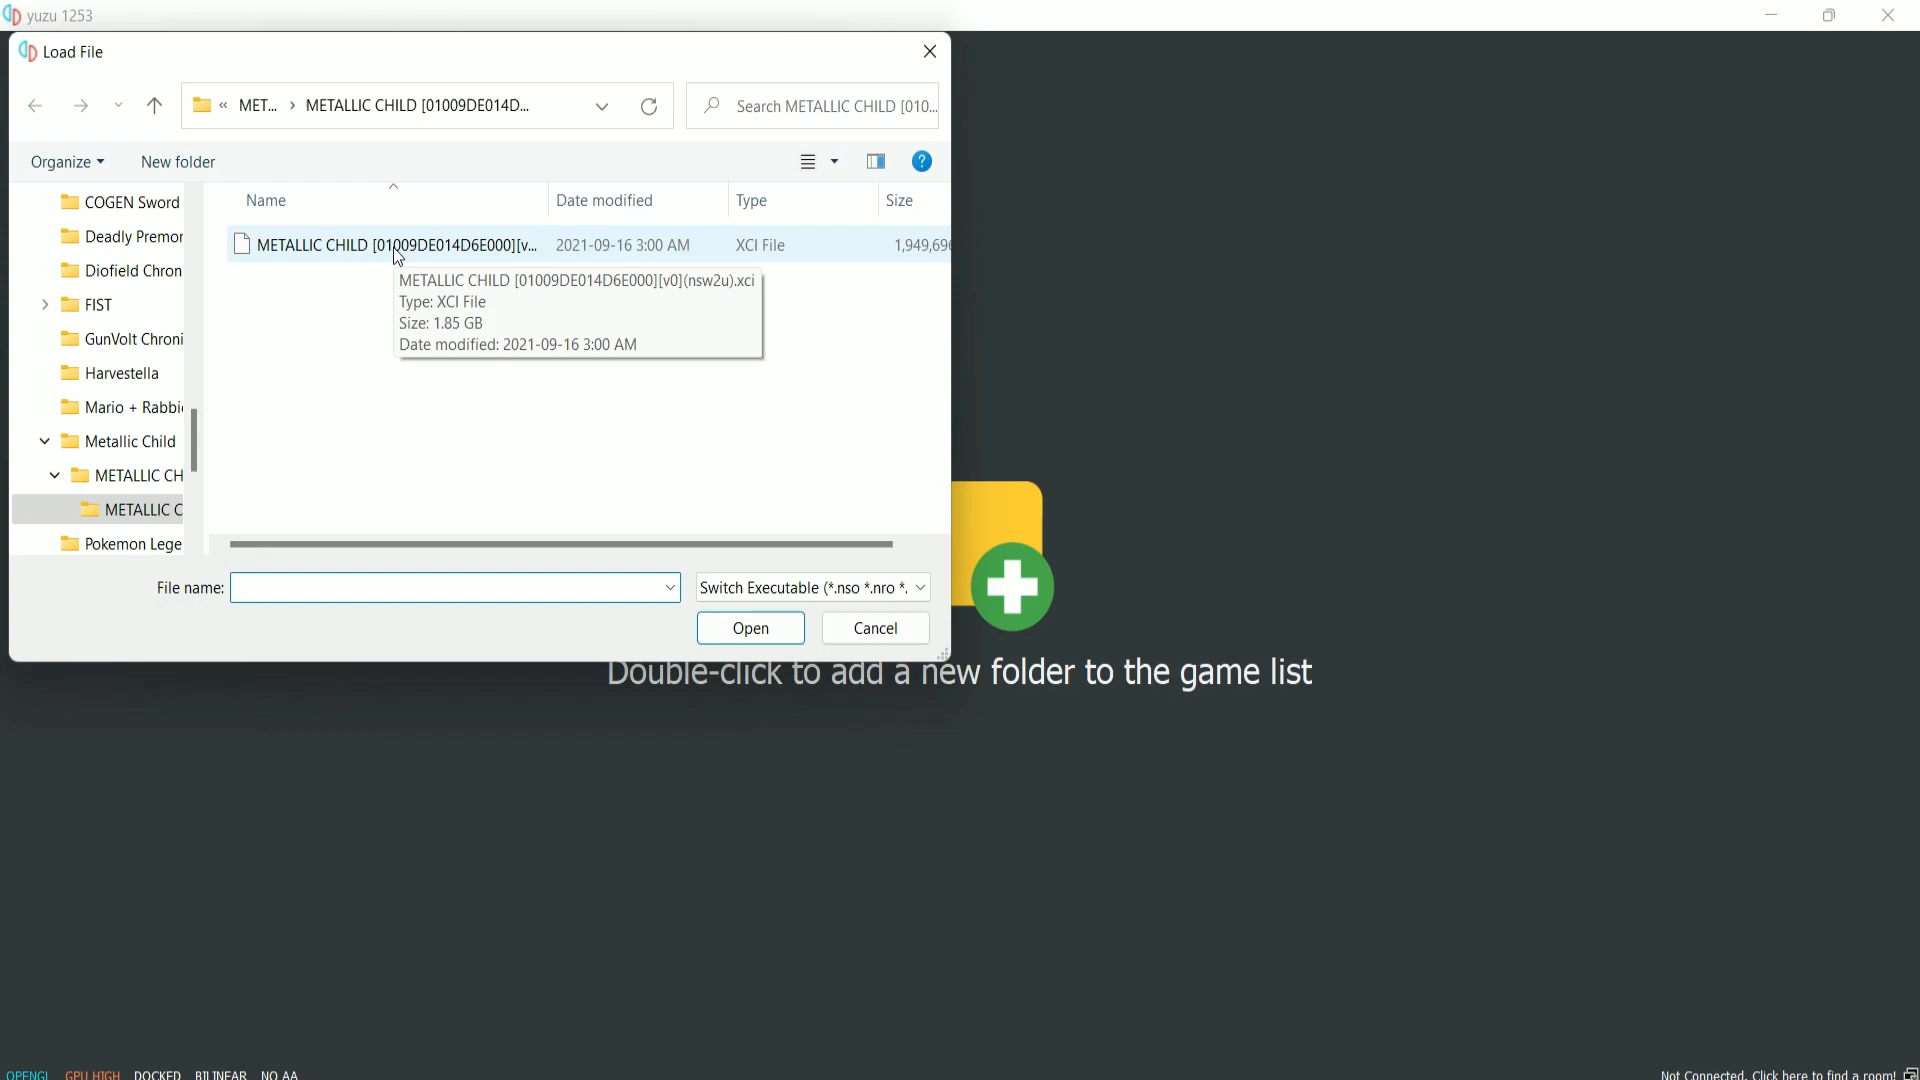 yuzu 1253
Load File
« MET... > METALLIC CHILD [01009DE014D...
Search METALLIC CHILD [010...
Organize
New folder
Name
Date modified
Type
Size
COGEN Sword
Deadly Premor
Diofield Chron
FIST
GunVolt Chroni
Harvestella
Mario + Rabbi
Metallic Child
METALLIC CH
METALLIC C
Pokemon Lege
METALLIC CHILD [01009DE014D6E000][v... 2021-09-16 3:00 AM XCI File 1,949,696
METALLIC CHILD [01009DE014D6E000][v0](nsw2u).xci
Type: XCI File
Size: 1.85 GB
Date modified: 2021-09-16 3:00 AM
File name:
Switch Executable (*.nso *.nro *.
Open
Cancel
Double-click to add a new folder to the game list
OPENGL GPU HIGH DOCKED BILINEAR NO AA
Not Connected. Click here to find a room!